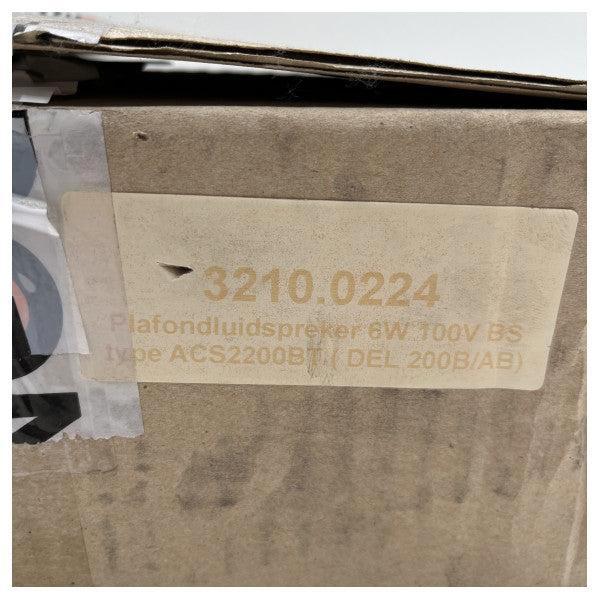 3210.0224
Plafondluidspreker 6W 100V BS
type ACS2200BT ( DEL 200B/AB)